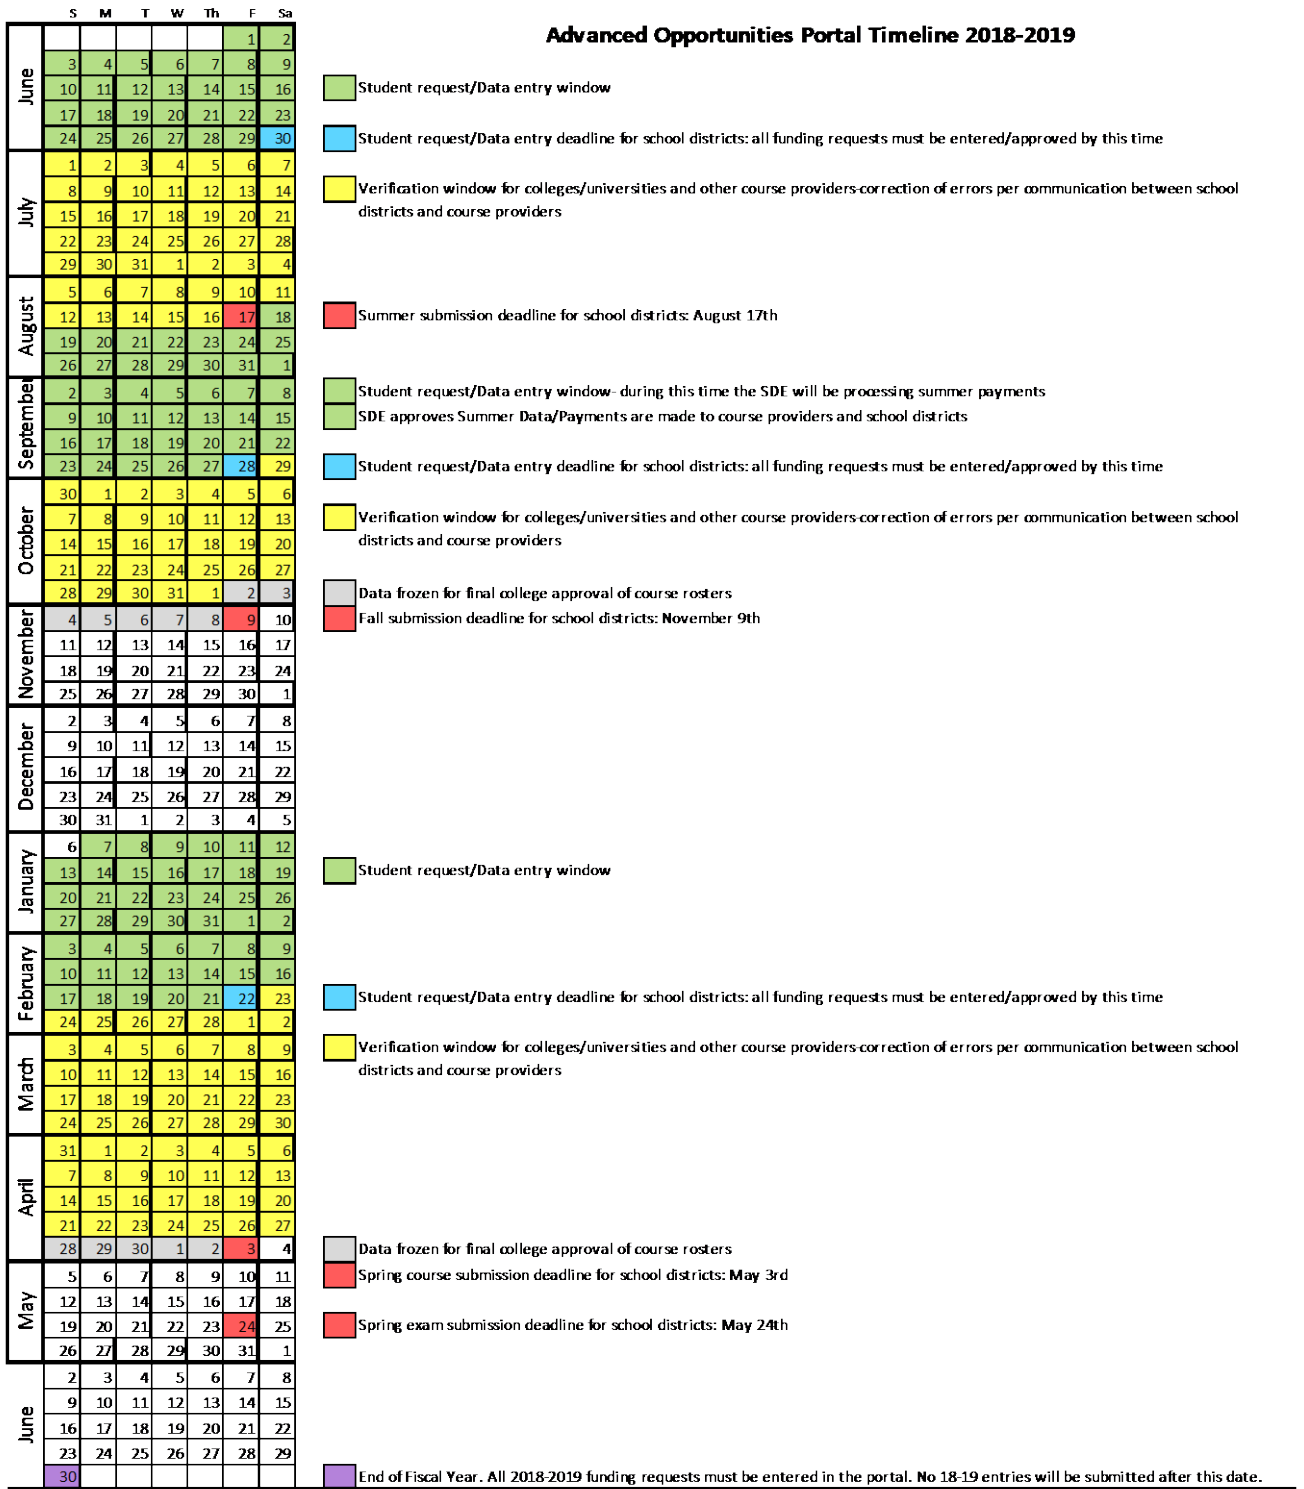 S M T W Th F Sa
Advanced Opportunities Portal Timeline 2018-2019
June
1 2
3 4 5 6 7 8 9
10 11 12 13 14 15 16
Student request/Data entry window
17 18 19 20 21 22 23
24 25 26 27 28 29 30
Student request/Data entry deadline for school districts: all funding requests must be entered/approved by this time
July
1 2 3 4 5 6 7
8 9 10 11 12 13 14
Verification window for colleges/universities and other course providers-correction of errors per communication between school
districts and course providers
15 16 17 18 19 20 21
22 23 24 25 26 27 28
29 30 31 1 2 3 4
August
5 6 7 8 9 10 11
12 13 14 15 16 17 18
Summer submission deadline for school districts: August 17th
19 20 21 22 23 24 25
26 27 28 29 30 31 1
September
2 3 4 5 6 7 8
Student request/Data entry window- during this time the SDE will be processing summer payments
9 10 11 12 13 14 15
SDE approves Summer Data/Payments are made to course providers and school districts
16 17 18 19 20 21 22
23 24 25 26 27 28 29
Student request/Data entry deadline for school districts: all funding requests must be entered/approved by this time
October
30 1 2 3 4 5 6
7 8 9 10 11 12 13
Verification window for colleges/universities and other course providers-correction of errors per communication between school
districts and course providers
14 15 16 17 18 19 20
21 22 23 24 25 26 27
28 29 30 31 1 2 3
Data frozen for final college approval of course rosters
November
4 5 6 7 8 9 10
Fall submission deadline for school districts: November 9th
11 12 13 14 15 16 17
18 19 20 21 22 23 24
25 26 27 28 29 30 1
December
2 3 4 5 6 7 8
9 10 11 12 13 14 15
16 17 18 19 20 21 22
23 24 25 26 27 28 29
30 31 1 2 3 4 5
January
6 7 8 9 10 11 12
13 14 15 16 17 18 19
Student request/Data entry window
20 21 22 23 24 25 26
27 28 29 30 31 1 2
February
3 4 5 6 7 8 9
10 11 12 13 14 15 16
17 18 19 20 21 22 23
Student request/Data entry deadline for school districts: all funding requests must be entered/approved by this time
24 25 26 27 28 1 2
March
3 4 5 6 7 8 9
Verification window for colleges/universities and other course providers-correction of errors per communication between school
districts and course providers
10 11 12 13 14 15 16
17 18 19 20 21 22 23
24 25 26 27 28 29 30
April
31 1 2 3 4 5 6
7 8 9 10 11 12 13
14 15 16 17 18 19 20
21 22 23 24 25 26 27
28 29 30 1 2 3 4
Data frozen for final college approval of course rosters
May
5 6 7 8 9 10 11
Spring course submission deadline for school districts: May 3rd
12 13 14 15 16 17 18
19 20 21 22 23 24 25
Spring exam submission deadline for school districts: May 24th
26 27 28 29 30 31 1
June
2 3 4 5 6 7 8
9 10 11 12 13 14 15
16 17 18 19 20 21 22
23 24 25 26 27 28 29
30
End of Fiscal Year. All 2018-2019 funding requests must be entered in the portal. No 18-19 entries will be submitted after this date.